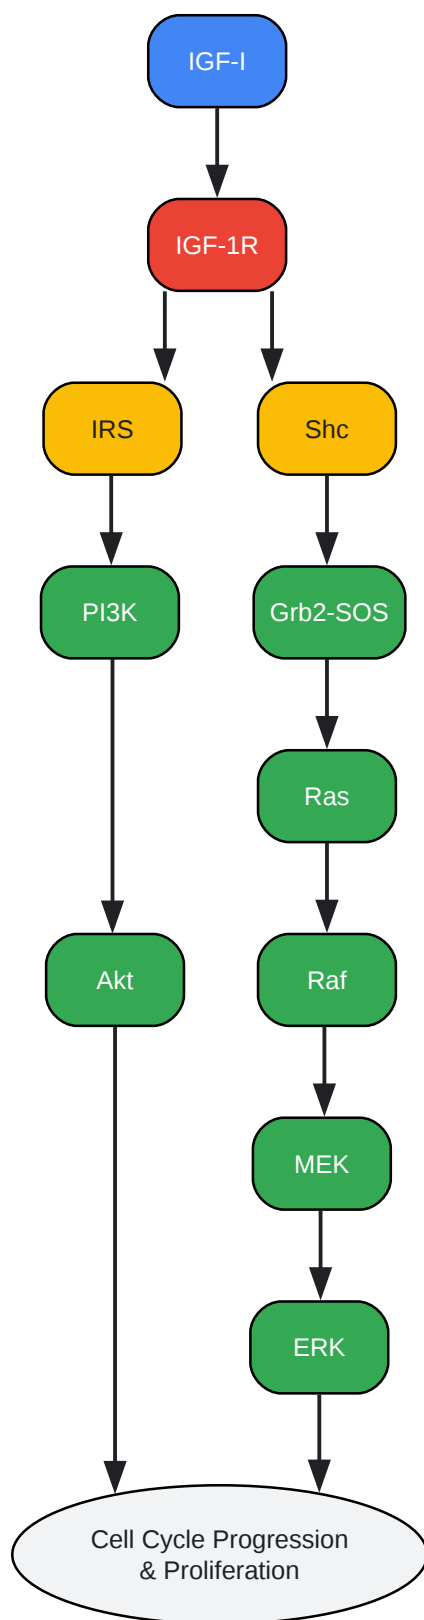 IGF-I
IGF-1R
IRS
Shc
PI3K
Grb2-SOS
Ras
Akt
Raf
MEK
ERK
Cell Cycle Progression
& Proliferation